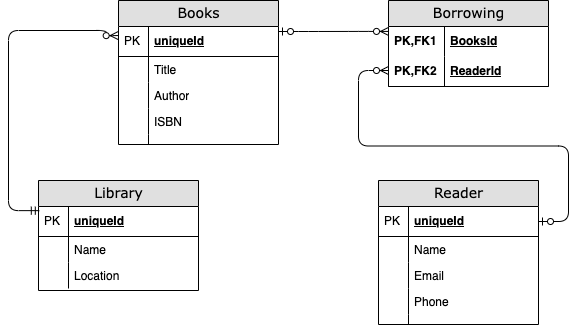 Books
PK uniqueId
Title
Author
ISBN
Borrowing
PK,FK1 BooksId
PK,FK2 ReaderId
Library
PK uniqueId
Name
Location
Reader
PK uniqueId
Name
Email
Phone